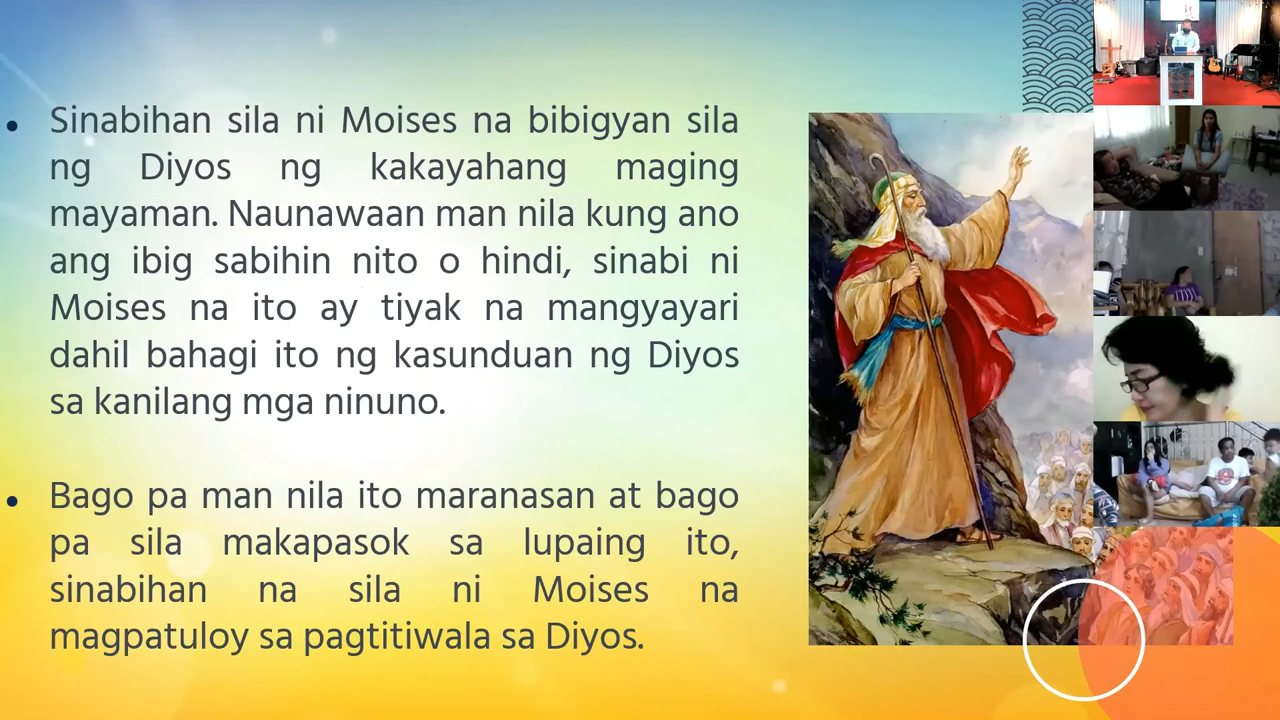 Sinabihan sila ni Moises na bibigyan sila
ng Diyos ng kakayahang maging
mayaman. Naunawaan man nila kung ano
ang ibig sabihin nito o hindi, sinabi ni
Moises na ito ay tiyak na mangyayari
dahil bahagi ito ng kasunduan ng Diyos
sa kanilang mga ninuno.
Bago pa man nila ito maranasan at bago
pa sila makapasok sa lupaing ito,
sinabihan na sila ni Moises na
magpatuloy sa pagtitiwala sa Diyos.